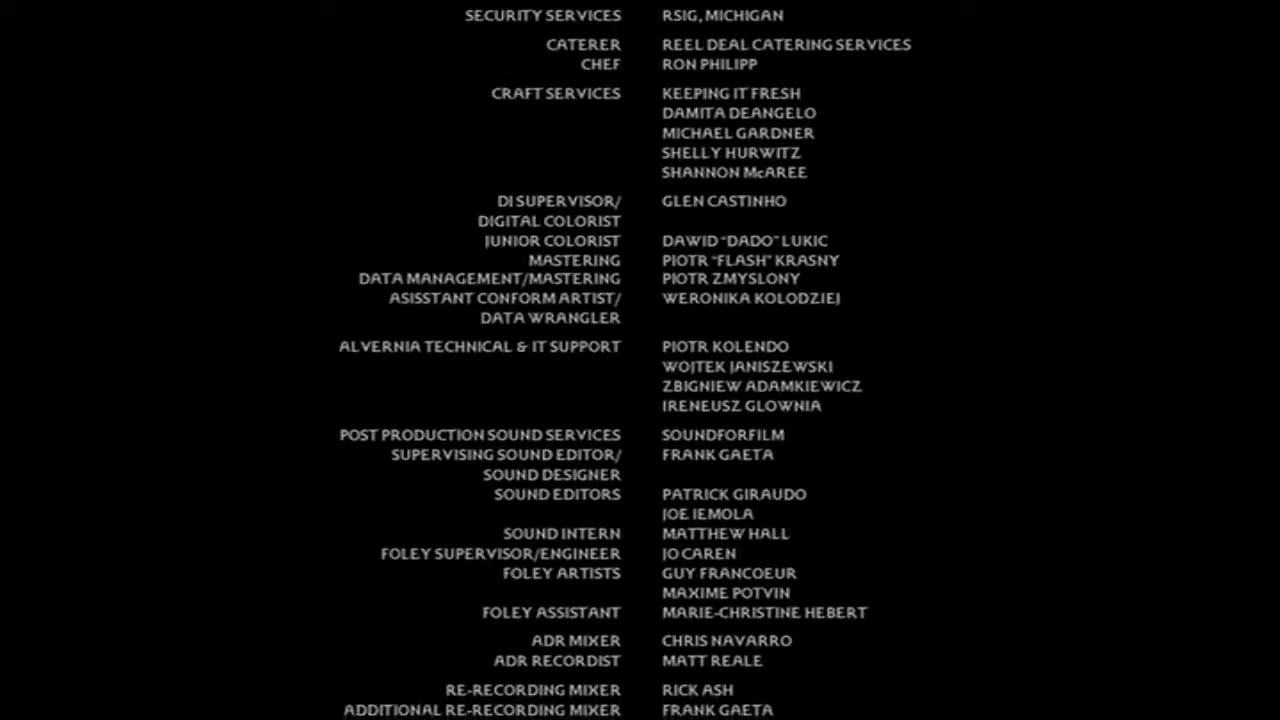 SECURITY SERVICES RSIG, MICHIGAN
CATERER REEL DEAL CATERING SERVICES
CHEF RON PHILIPP
CRAFT SERVICES KEEPING IT FRESH
DAMITA DEANGELO
MICHAEL GARDNER
SHELLY HURWITZ
SHANNON McAREE
DI SUPERVISOR/ GLEN CASTINHO
DIGITAL COLORIST
JUNIOR COLORIST DAWID "DADO" LUKIC
MASTERING PIOTR "FLASH" KRASNY
DATA MANAGEMENT/MASTERING PIOTR ZMYSLONY
ASISSTANT CONFORM ARTIST/ WERONIKA KOLODZIEJ
DATA WRANGLER
ALVERNIA TECHNICAL & IT SUPPORT PIOTR KOLENDO
WOJTEK JANISZEWSKI
ZBIGNIEW ADAMKIEWICZ
IRENEUSZ GLOWNIA
POST PRODUCTION SOUND SERVICES SOUNDFORFILM
SUPERVISING SOUND EDITOR/ FRANK GAETA
SOUND DESIGNER
SOUND EDITORS PATRICK GIRAUDO
JOE IEMOLA
SOUND INTERN MATTHEW HALL
FOLEY SUPERVISOR/ENGINEER JO CAREN
FOLEY ARTISTS GUY FRANCOEUR
MAXIME POTVIN
FOLEY ASSISTANT MARIE-CHRISTINE HEBERT
ADR MIXER CHRIS NAVARRO
ADR RECORDIST MATT REALE
RE-RECORDING MIXER RICK ASH
ADDITIONAL RE-RECORDING MIXER FRANK GAETA